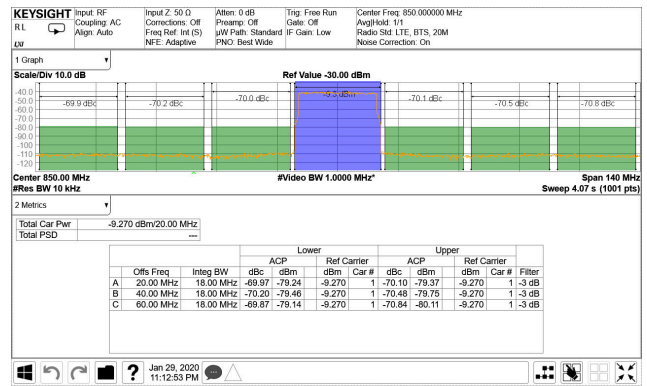 KEYSIGHT Input: RF Input Z: 50 Ω Atten: 0 dB Trig: Free Run Center Freq: 850.000000 MHz
R L Coupling: AC Corrections: Off Preamp: Off Gate: Off Avg|Hold: 1/1
Align: Auto Freq Ref: Int (S) µW Path: Standard IF Gain: Low Radio Std: LTE, BTS, 20M
LXI NFE: Adaptive PNO: Best Wide Noise Correction: On
1 Graph
Scale/Div 10.0 dB Ref Value -30.00 dBm
-40.0
-50.0
-60.0
-70.0
-80.0
-90.0
-100
-110
-120
-69.9 dBc -70.2 dBc -70.0 dBc -9.3 dBm -70.1 dBc -70.5 dBc -70.8 dBc
Center 850.00 MHz #Video BW 1.0000 MHz* Span 140 MHz
#Res BW 10 kHz Sweep 4.07 s (1001 pts)
2 Metrics
Total Car Pwr -9.270 dBm/20.00 MHz
Total PSD ---
Lower Upper
ACP Ref Carrier ACP Ref Carrier
Offs Freq Integ BW dBc dBm dBm Car # dBc dBm dBm Car # Filter
A 20.00 MHz 18.00 MHz -69.97 -79.24 -9.270 1 -70.10 -79.37 -9.270 1 -3 dB
B 40.00 MHz 18.00 MHz -70.20 -79.46 -9.270 1 -70.48 -79.75 -9.270 1 -3 dB
C 60.00 MHz 18.00 MHz -69.87 -79.14 -9.270 1 -70.84 -80.11 -9.270 1 -3 dB
? Jan 29, 2020
11:12:53 PM